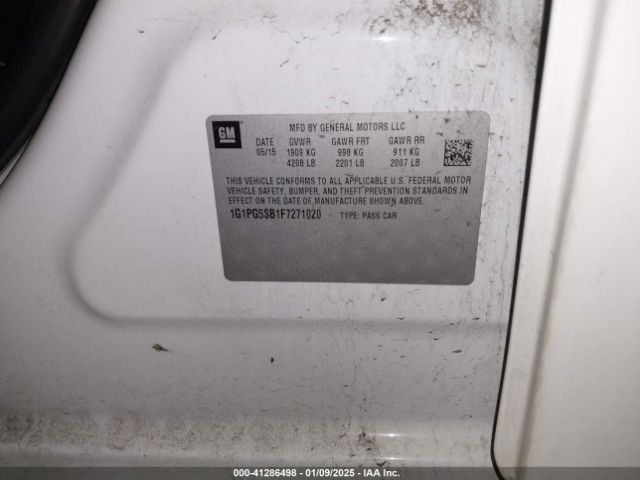 GM
MFD BY GENERAL MOTORS LLC
DATE GVWR GAWR FRT GAWR RR
05/15 1909 KG 998 KG 911 KG
4208 LB 2201 LB 2007 LB
THIS VEHICLE CONFORMS TO ALL APPLICABLE U.S. FEDERAL MOTOR
VEHICLE SAFETY, BUMPER, AND THEFT PREVENTION STANDARDS IN
EFFECT ON THE DATE OF MANUFACTURE SHOWN ABOVE.
1G1PG5SB1F7271020 TYPE: PASS CAR
000-41286498 - 01/09/2025 - IAA Inc.